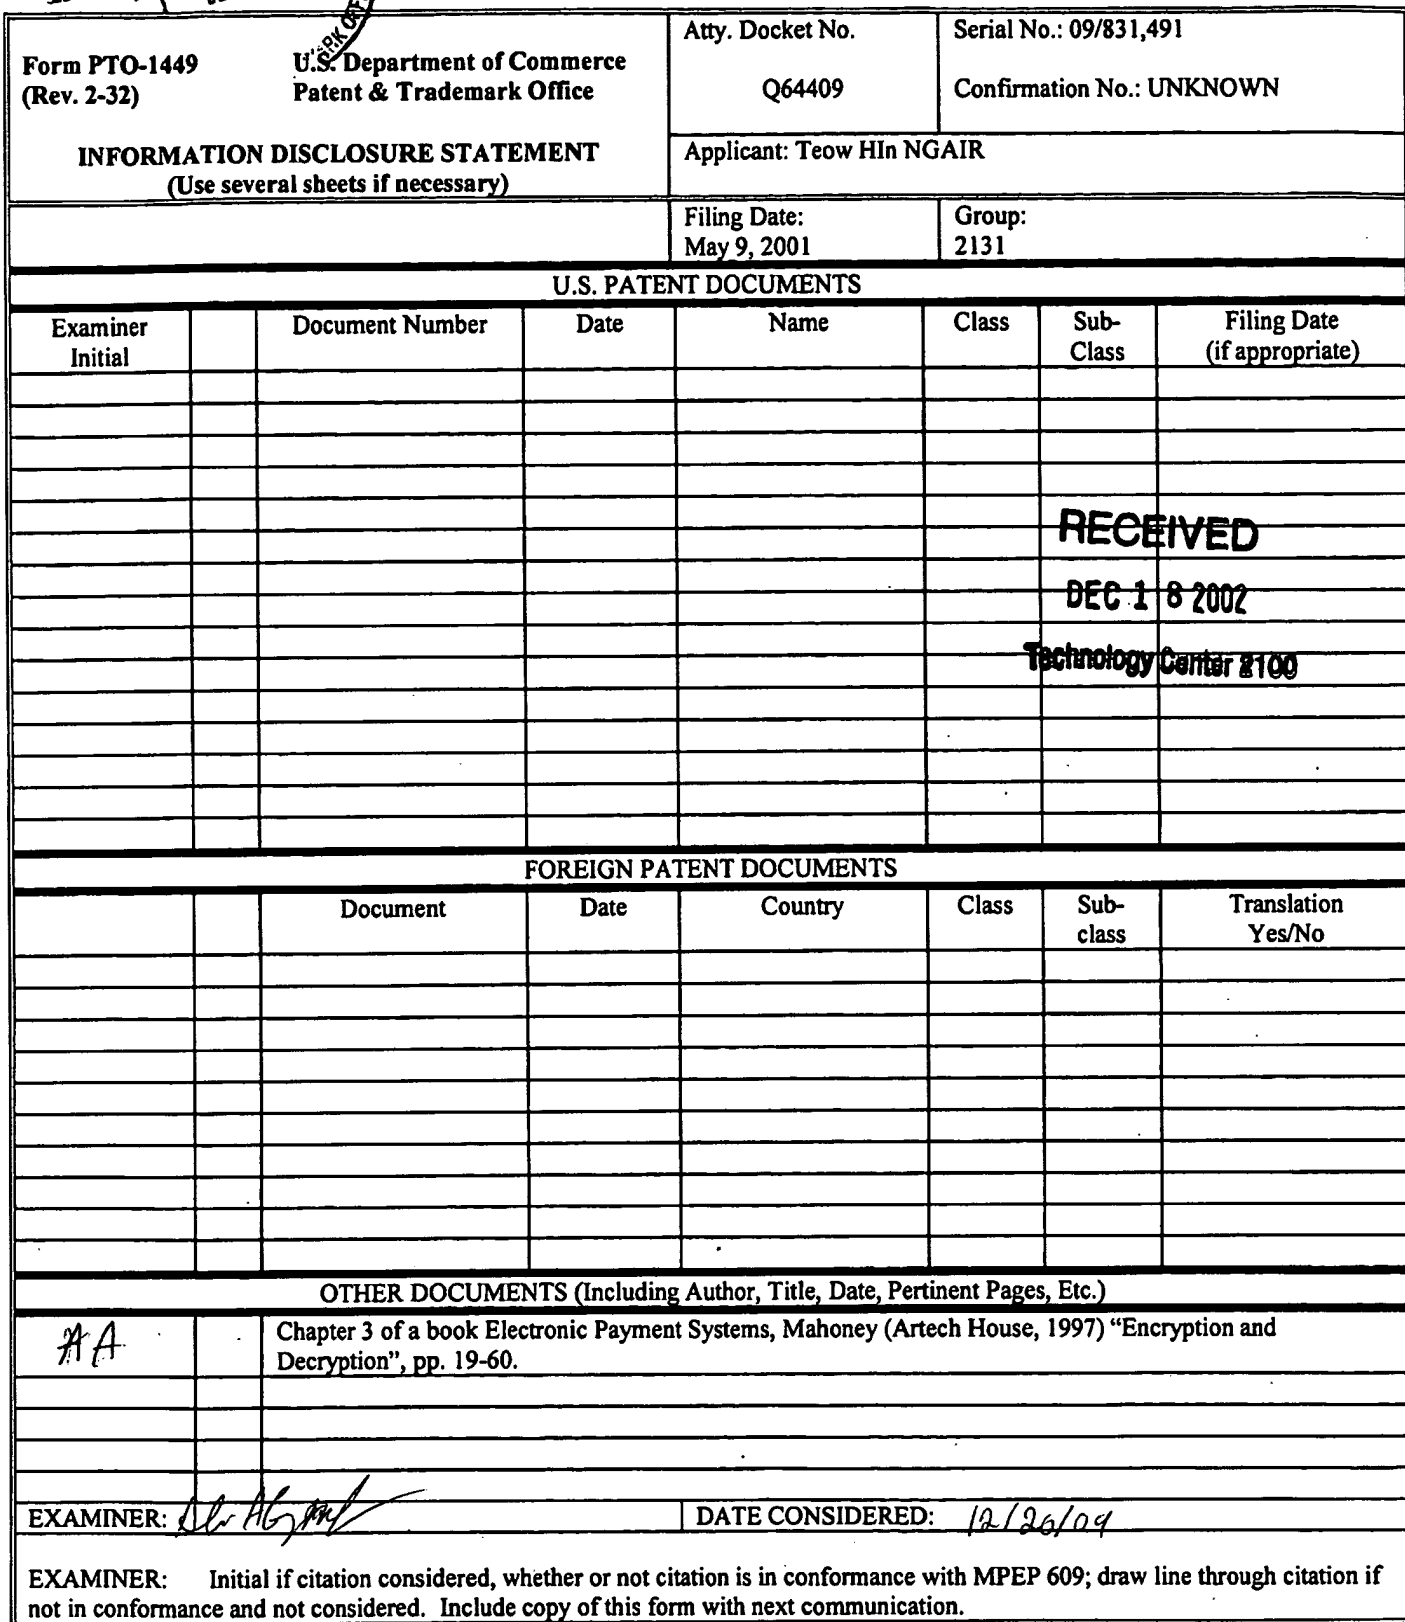 Atty. Docket No.
Serial No.: 09/831,491
Form PTO-1449
U.S. Department of Commerce
(Rev. 2-32)
Patent & Trademark Office
Q64409
Confirmation No.: UNKNOWN
INFORMATION DISCLOSURE STATEMENT
(Use several sheets if necessary)
Applicant: Teow HIn NGAIR
Filing Date:
May 9, 2001
Group:
2131
U.S. PATENT DOCUMENTS
Examiner
Initial
Document Number
Date
Name
Class
Sub-
Class
Filing Date
(if appropriate)
RECEIVED
DEC 18 2002
Technology Center 2100
FOREIGN PATENT DOCUMENTS
Document
Date
Country
Class
Sub-
class
Translation
Yes/No
OTHER DOCUMENTS (Including Author, Title, Date, Pertinent Pages, Etc.)
AA
Chapter 3 of a book Electronic Payment Systems, Mahoney (Artech House, 1997) “Encryption and
Decryption”, pp. 19-60.
EXAMINER:
DATE CONSIDERED:
EXAMINER: Initial if citation considered, whether or not citation is in conformance with MPEP 609; draw line through citation if
not in conformance and not considered. Include copy of this form with next communication.